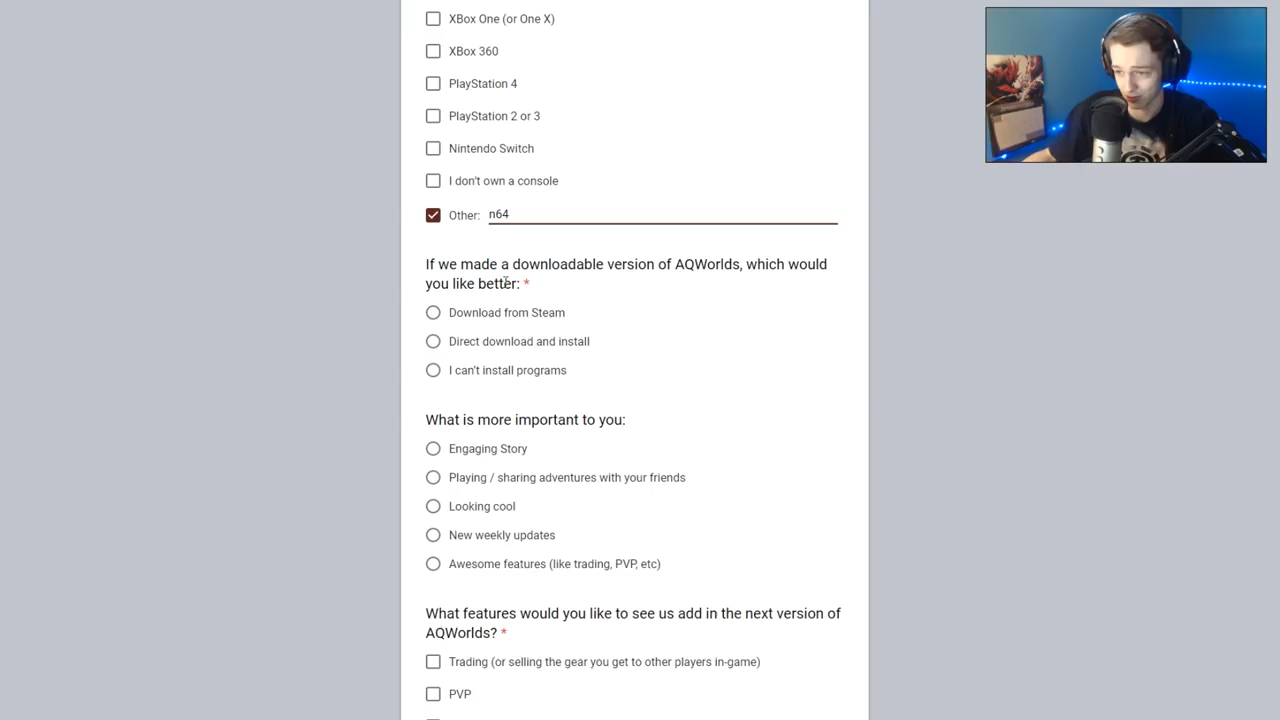 XBox One (or One X)
XBox 360
PlayStation 4
PlayStation 2 or 3
Nintendo Switch
I don't own a console
Other: n64
If we made a downloadable version of AQWorlds, which would
you like better: *
Download from Steam
Direct download and install
I can't install programs
What is more important to you:
Engaging Story
Playing / sharing adventures with your friends
Looking cool
New weekly updates
Awesome features (like trading, PVP, etc)
What features would you like to see us add in the next version of
AQWorlds? *
Trading (or selling the gear you get to other players in-game)
PVP